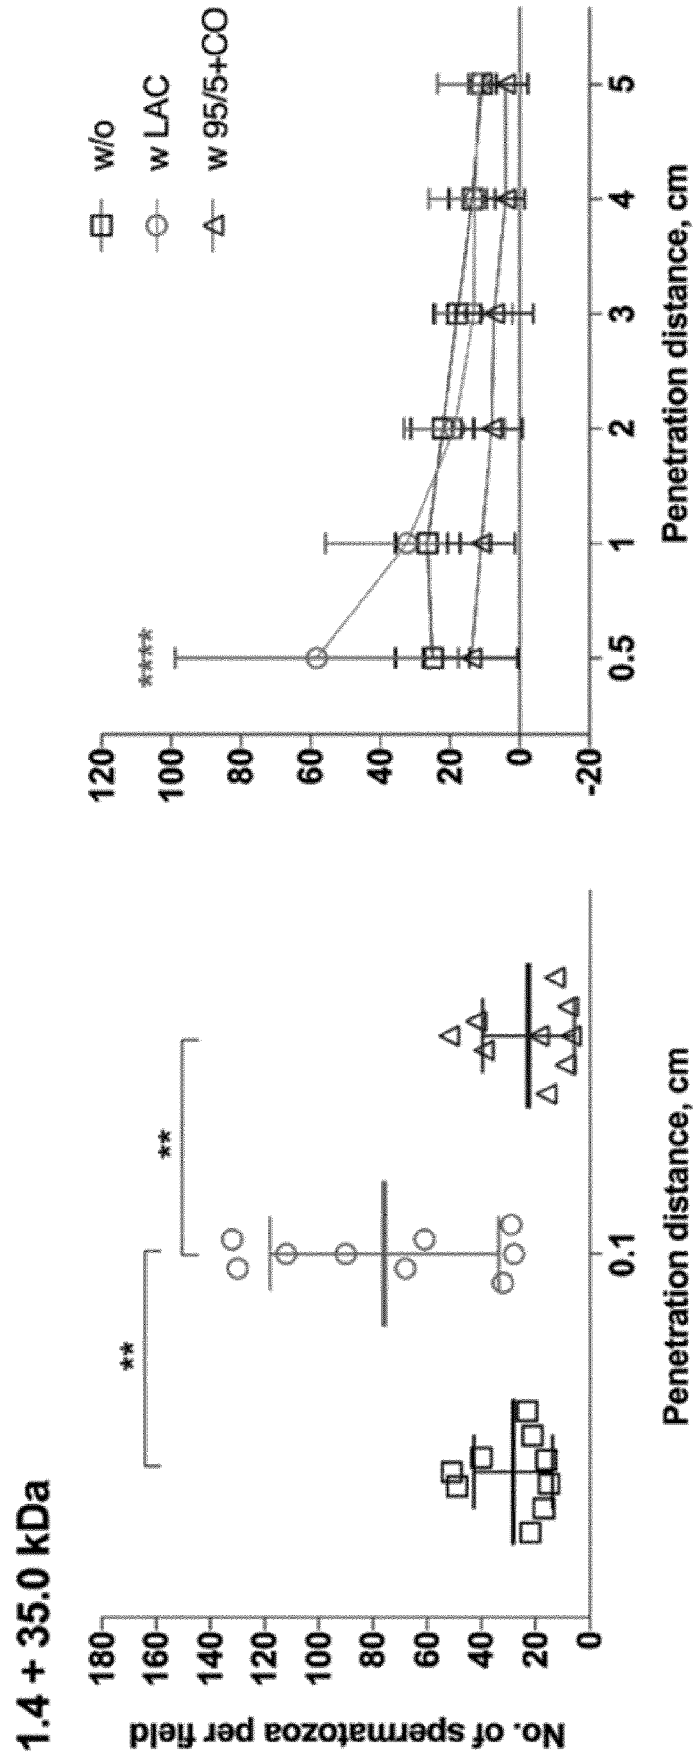 1.4 + 35.0 kDa
No. of spermatozoa per field
180
160
140
120
100
80
60
40
20
0
**
**
0.1
Penetration distance, cm
120
100
80
60
40
20
0
-20
****
w/o
w LAC
w 95/5+CO
0.5 1 2 3 4 5
Penetration distance, cm